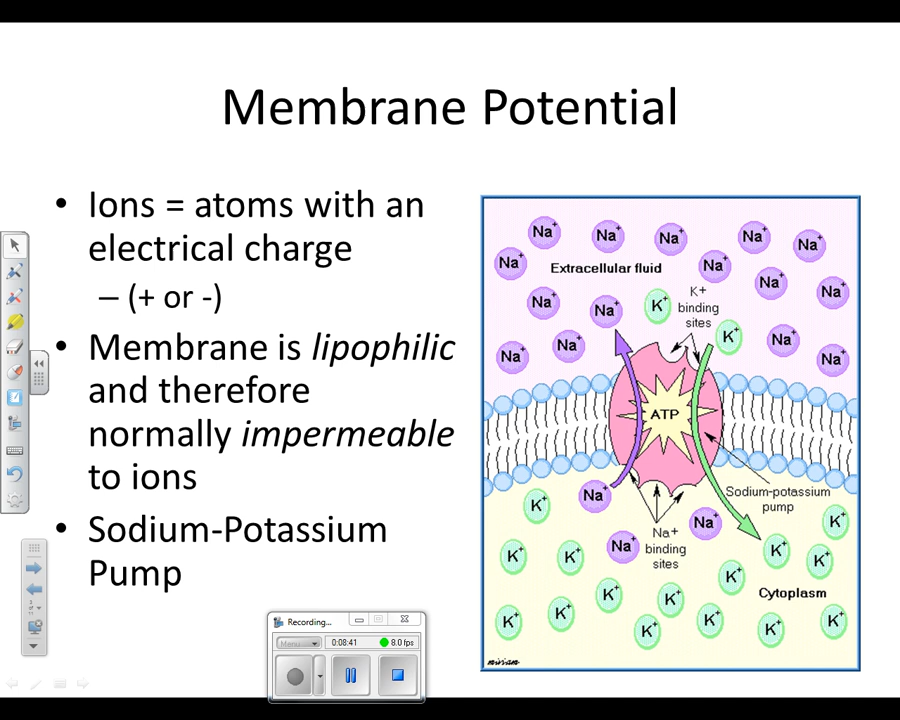 Membrane Potential
• Ions = atoms with an
electrical charge
– (+ or -)
• Membrane is lipophilic
and therefore
normally impermeable
to ions
• Sodium-Potassium
Pump
Na+ Na+ Na+ Na+ Na+
Na+ Extracellular fluid Na+ Na+ Na+
K+
binding
sites
Na+ Na+ K+ K+ Na+
Na+ Na+ Na+
ATP
Sodium-potassium
pump
K+ Na+ Na+ K+
Na+
Na+
binding
sites
K+ K+ K+ K+
K+ K+ K+
Cytoplasm
K+ K+ K+ K+ K+ K+
Recording...
Menu 0:08:41 8.0 fps